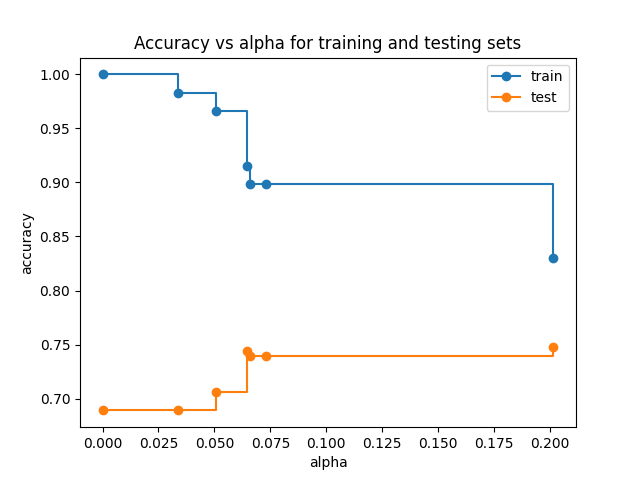 Accuracy vs alpha for training and testing sets
train
test
1.00
0.95
0.90
0.85
0.80
0.75
0.70
accuracy
0.000 0.025 0.050 0.075 0.100 0.125 0.150 0.175 0.200
alpha